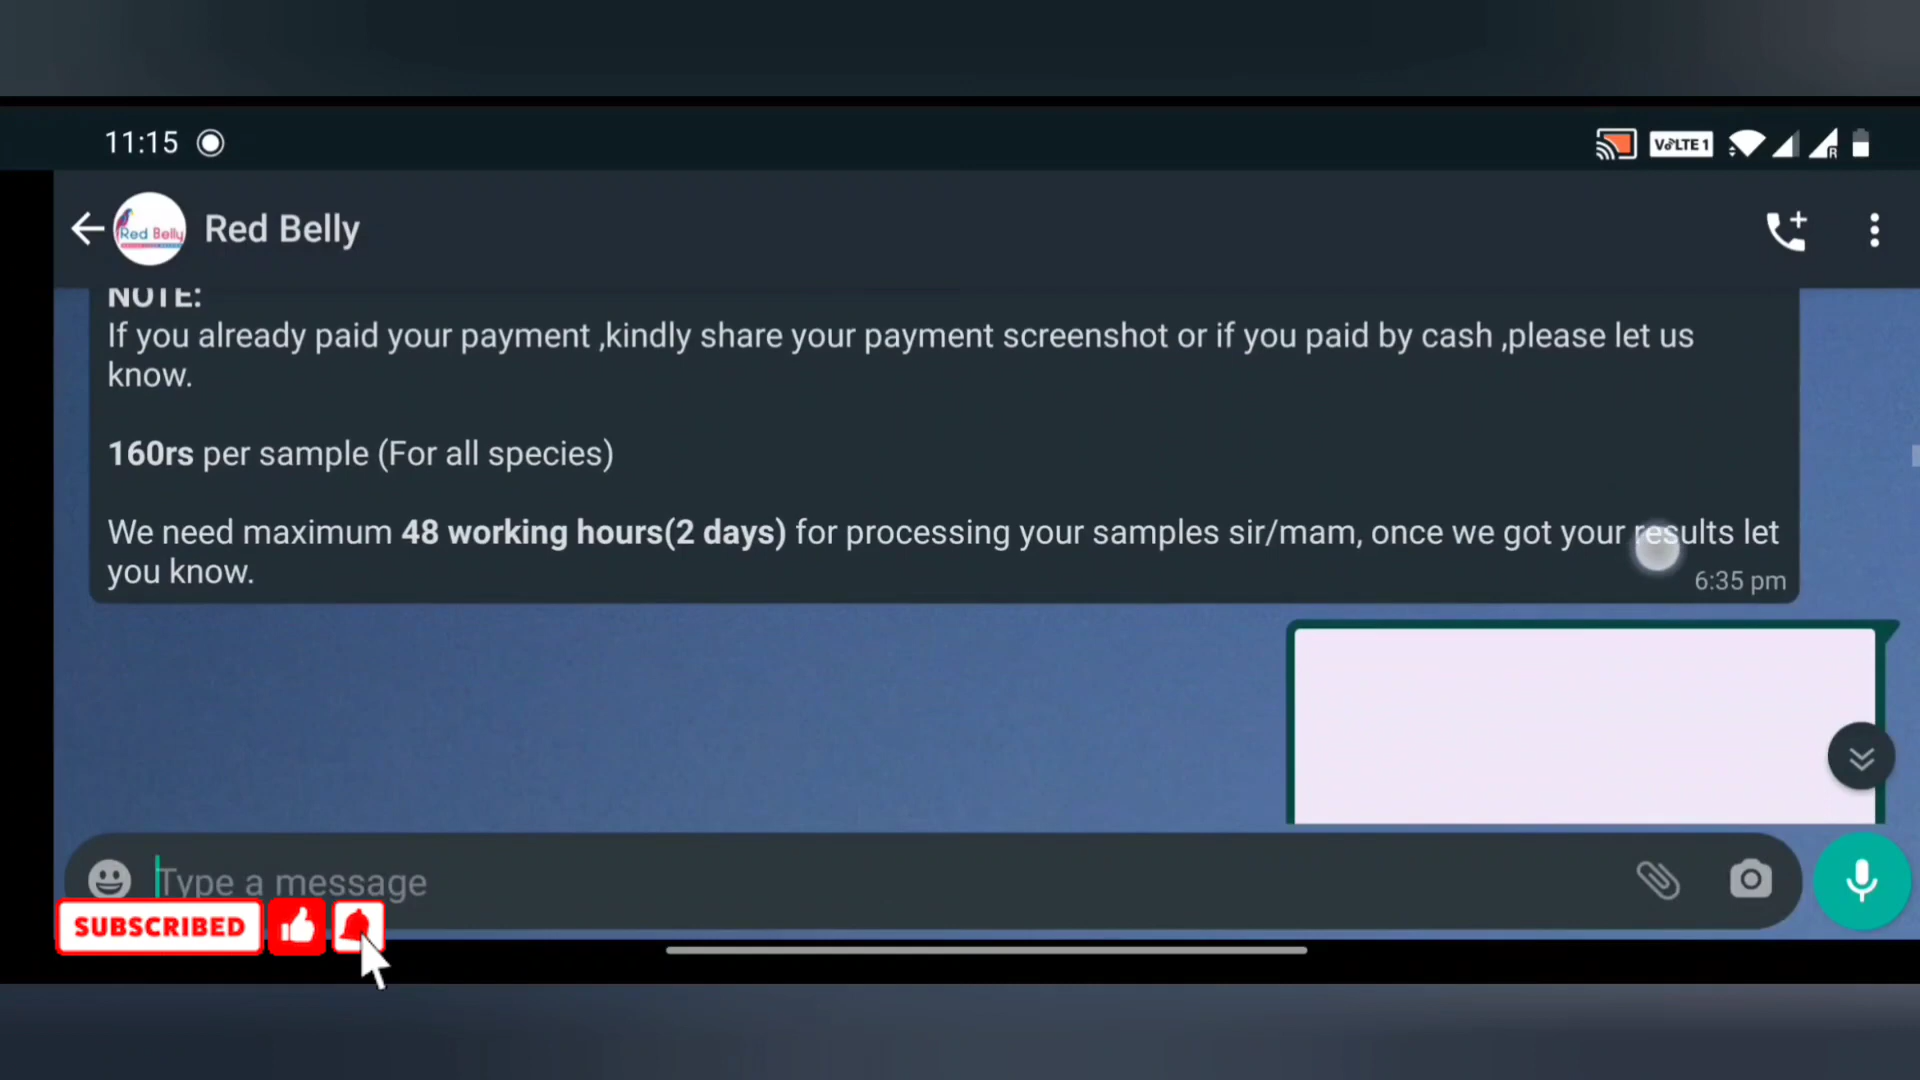 11:15
VoLTE 1
R
Red Belly
Red Belly
NOTE:
If you already paid your payment ,kindly share your payment screenshot or if you paid by cash ,please let us
know.
160rs per sample (For all species)
We need maximum 48 working hours(2 days) for processing your samples sir/mam, once we got your results let
you know.
6:35 pm
Type a message
SUBSCRIBED